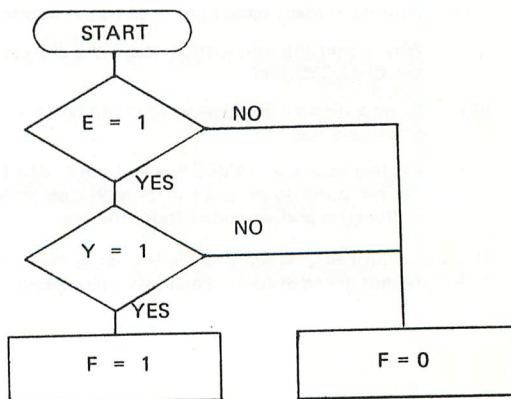 START
E = 1
NO
YES
Y = 1
NO
YES
F = 1
F = 0